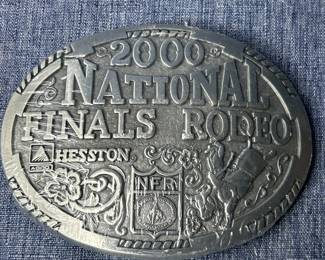 2000
NATIONAL
FINALS RODEO
HESSTON
NFR